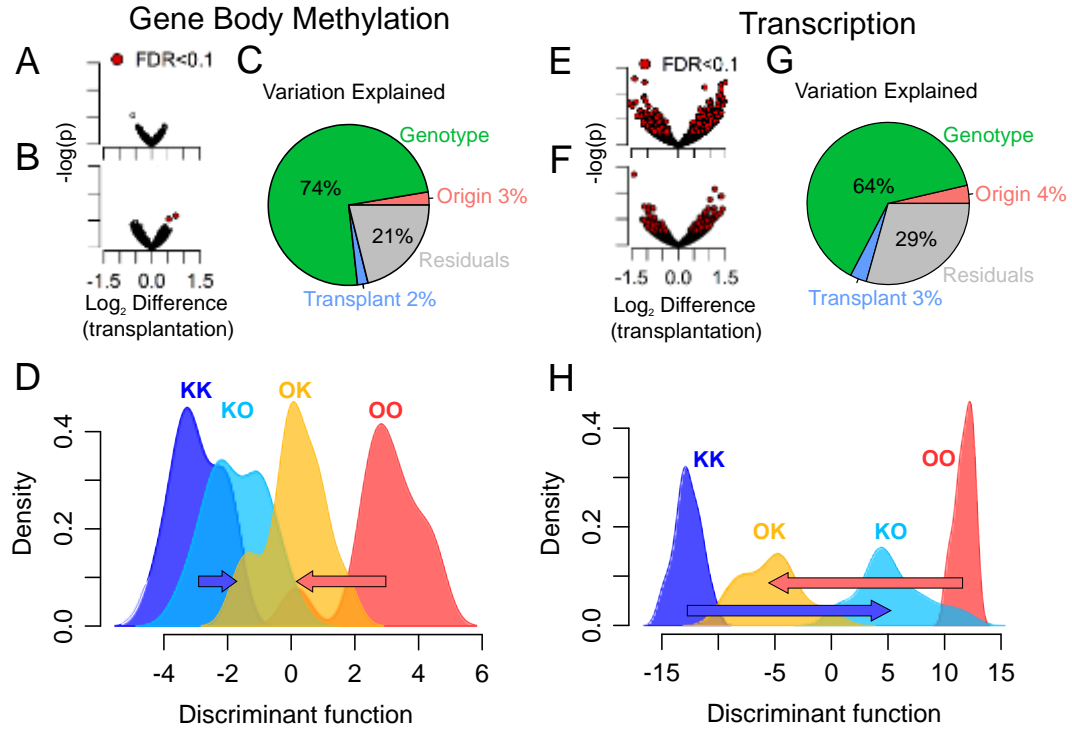 Gene Body Methylation
Transcription
A
FDR<0.1
B
-log(p)
-1.5 0.0 1.5
Log2 Difference
(transplantation)
C
Variation Explained
Genotype
74%
Origin 3%
21%
Residuals
Transplant 2%
E
FDR<0.1
F
-log(p)
-1.5 0.0 1.5
Log2 Difference
(transplantation)
G
Variation Explained
Genotype
64%
Origin 4%
29%
Residuals
Transplant 3%
D
KK
KO
OK
OO
0.4
0.2
0.0
Density
-4 -2 0 2 4 6
Discriminant function
H
KK
OO
OK
KO
0.4
0.2
0.0
Density
-15 -10 -5 0 5 10 15
Discriminant function